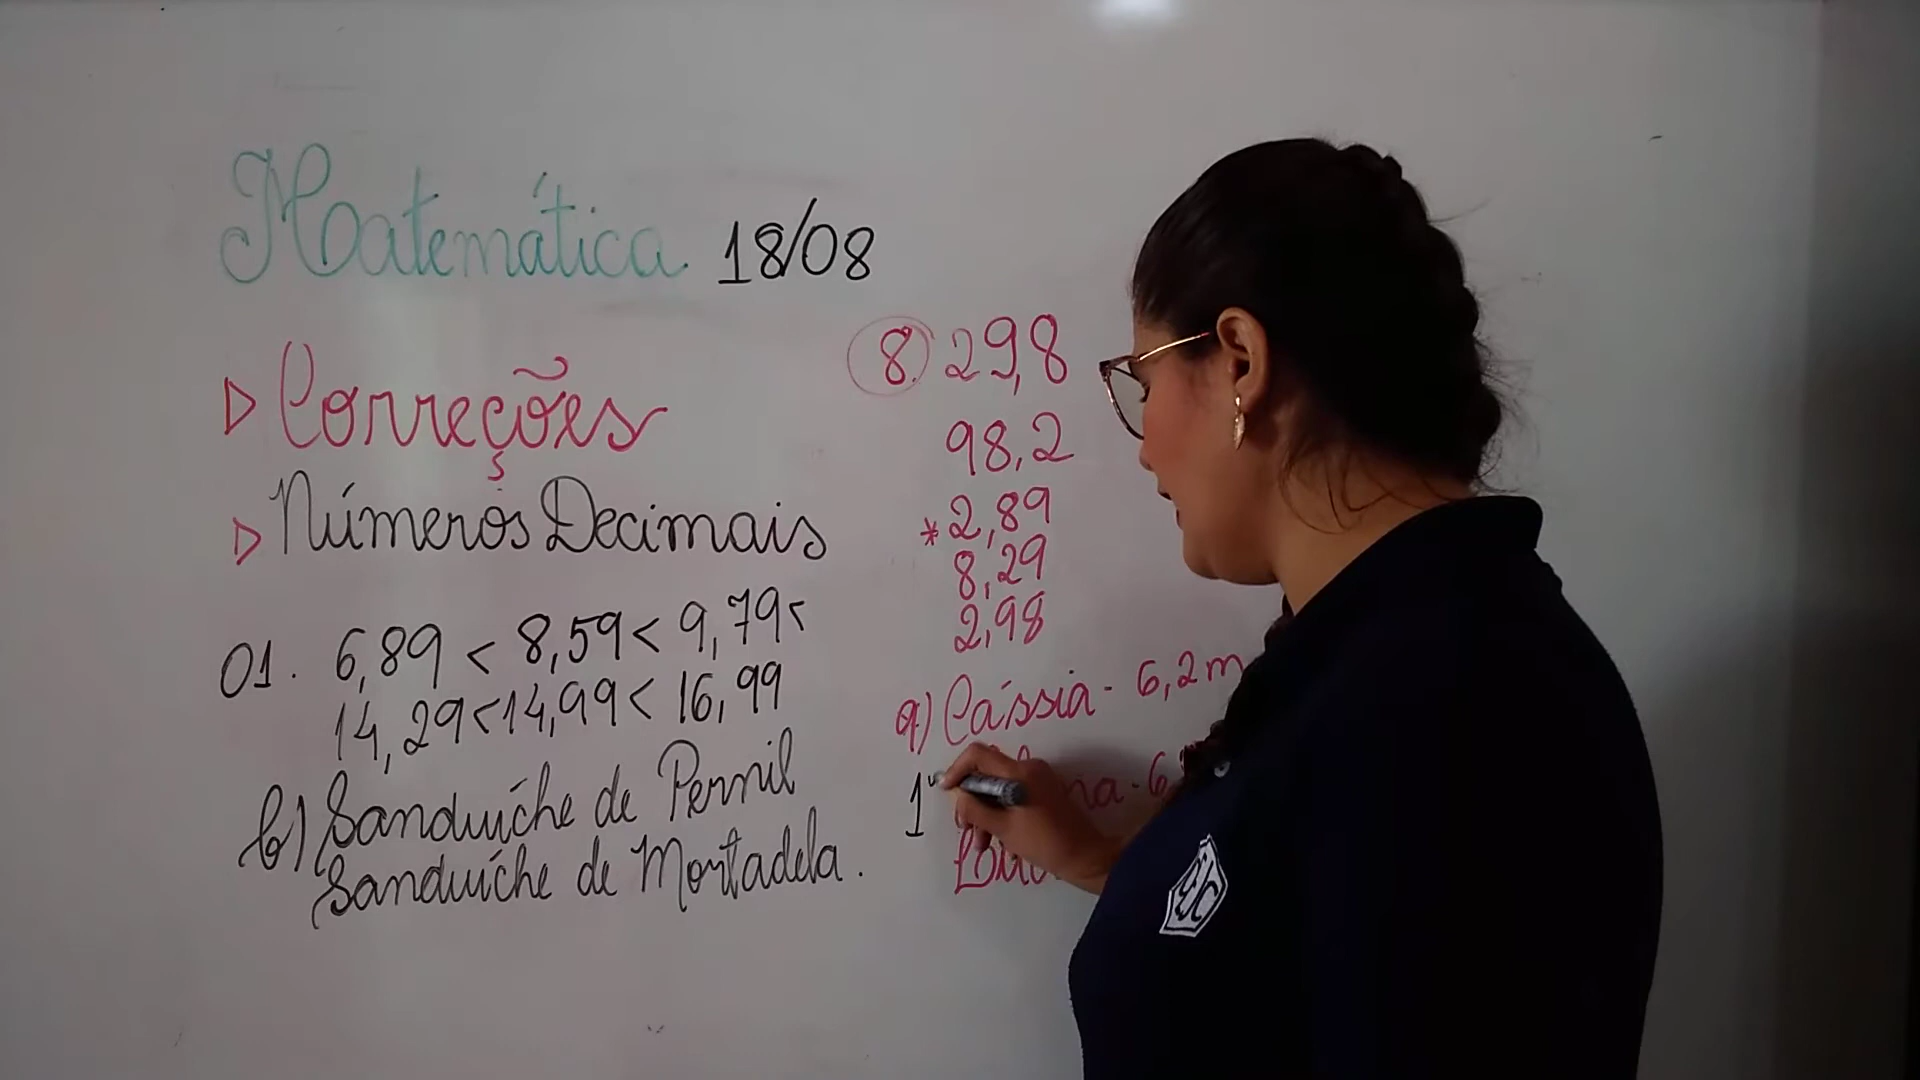 Matemática 18/08
▷ Correções
▷ Números Decimais
01. 6,89 < 8,59 < 9,79 <
14,29 < 14,99 < 16,99
b) Sanduíche de Pernil
Sanduíche de Mortadela.
8. 29,8
98,2
* 2,89
8,29
2,98
9) Cássia - 6,2m